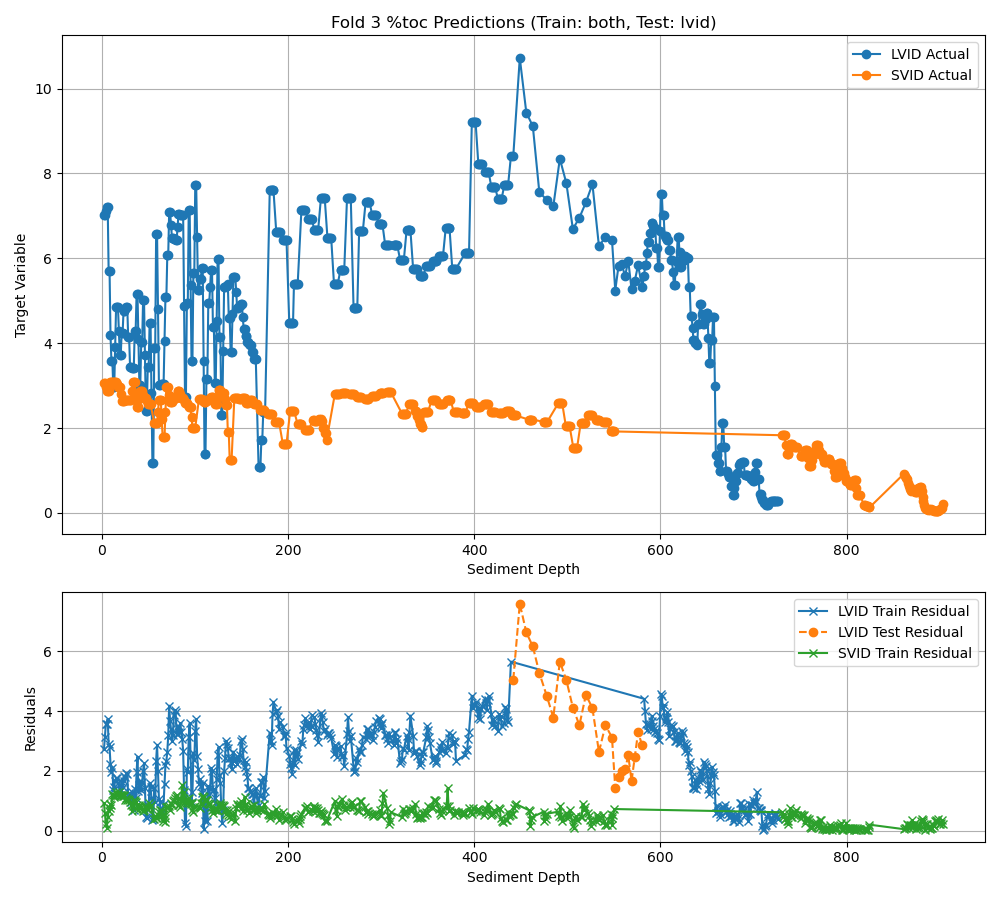 Fold 3 %toc Predictions (Train: both, Test: lvid)
LVID Actual
SVID Actual
Target Variable
10
8
6
4
2
0
0 200 400 600 800
Sediment Depth
LVID Train Residual
LVID Test Residual
SVID Train Residual
Residuals
6
4
2
0
0 200 400 600 800
Sediment Depth